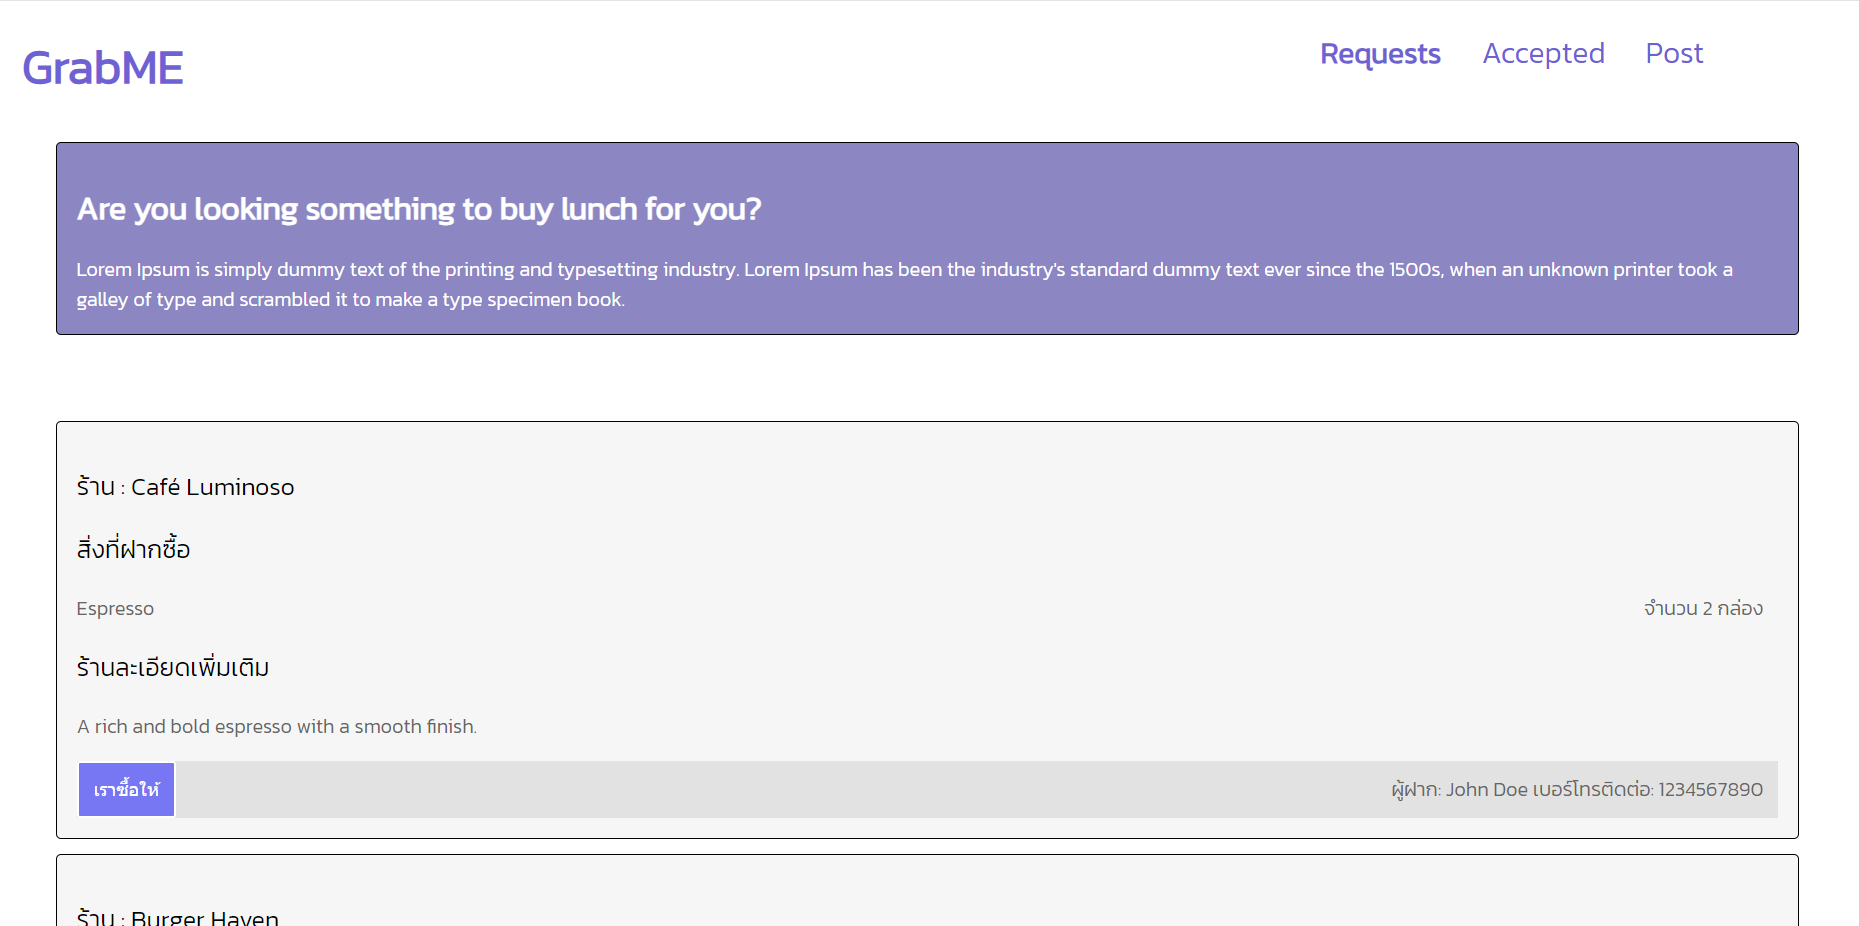 GrabME
Requests Accepted Post
Are you looking something to buy lunch for you?
Lorem Ipsum is simply dummy text of the printing and typesetting industry. Lorem Ipsum has been the industry's standard dummy text ever since the 1500s, when an unknown printer took a
galley of type and scrambled it to make a type specimen book.
ร้าน : Café Luminoso
สิ่งที่ฝากซื้อ
Espresso จำนวน 2 กล่อง
ร้านละเอียดเพิ่มเติม
A rich and bold espresso with a smooth finish.
เราซื้อให้ ผู้ฝาก: John Doe เบอร์โทรติดต่อ: 1234567890
ร้าน : Burger Haven